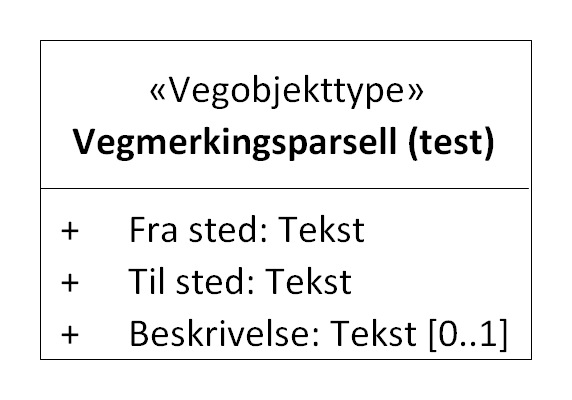 «Vegobjekttype»
Vegmerkingsparsell (test)
+ Fra sted: Tekst
+ Til sted: Tekst
+ Beskrivelse: Tekst [0..1]